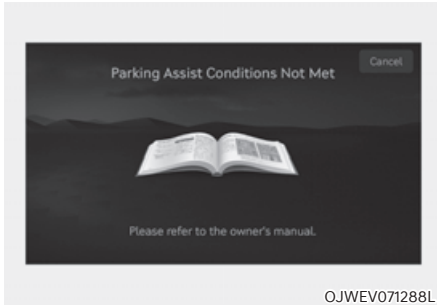 Cancel
Parking Assist Conditions Not Met
Please refer to the owner's manual.
OJWEV071288L